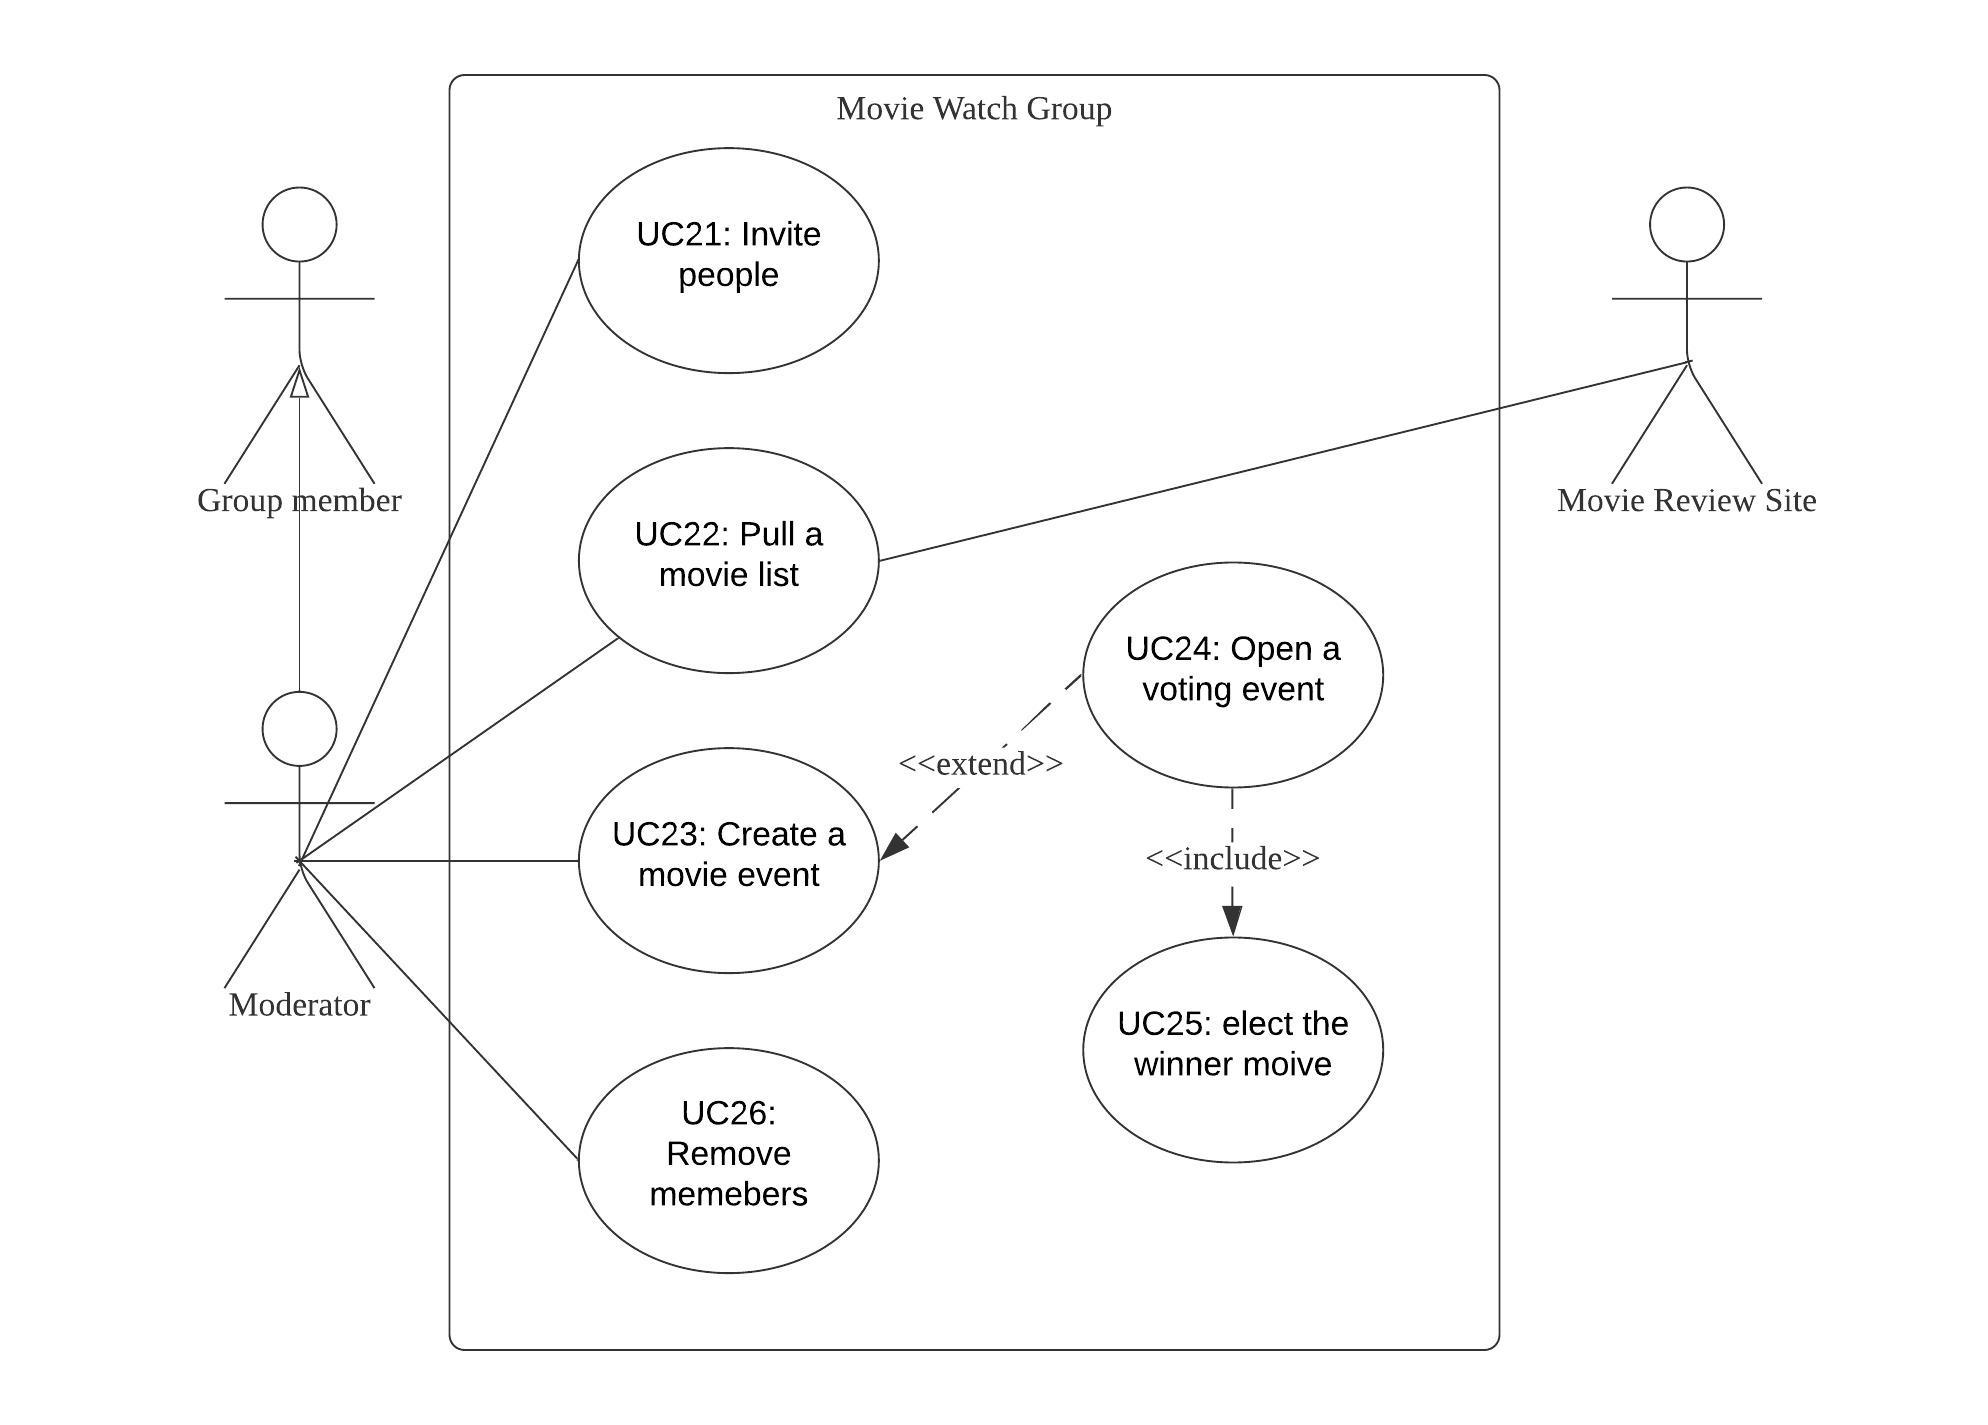 Movie Watch Group
UC21: Invite
people
Group member
Movie Review Site
UC22: Pull a
movie list
UC24: Open a
voting event
<<extend>>
UC23: Create a
movie event
<<include>>
Moderator
UC25: elect the
winner moive
UC26:
Remove
memebers